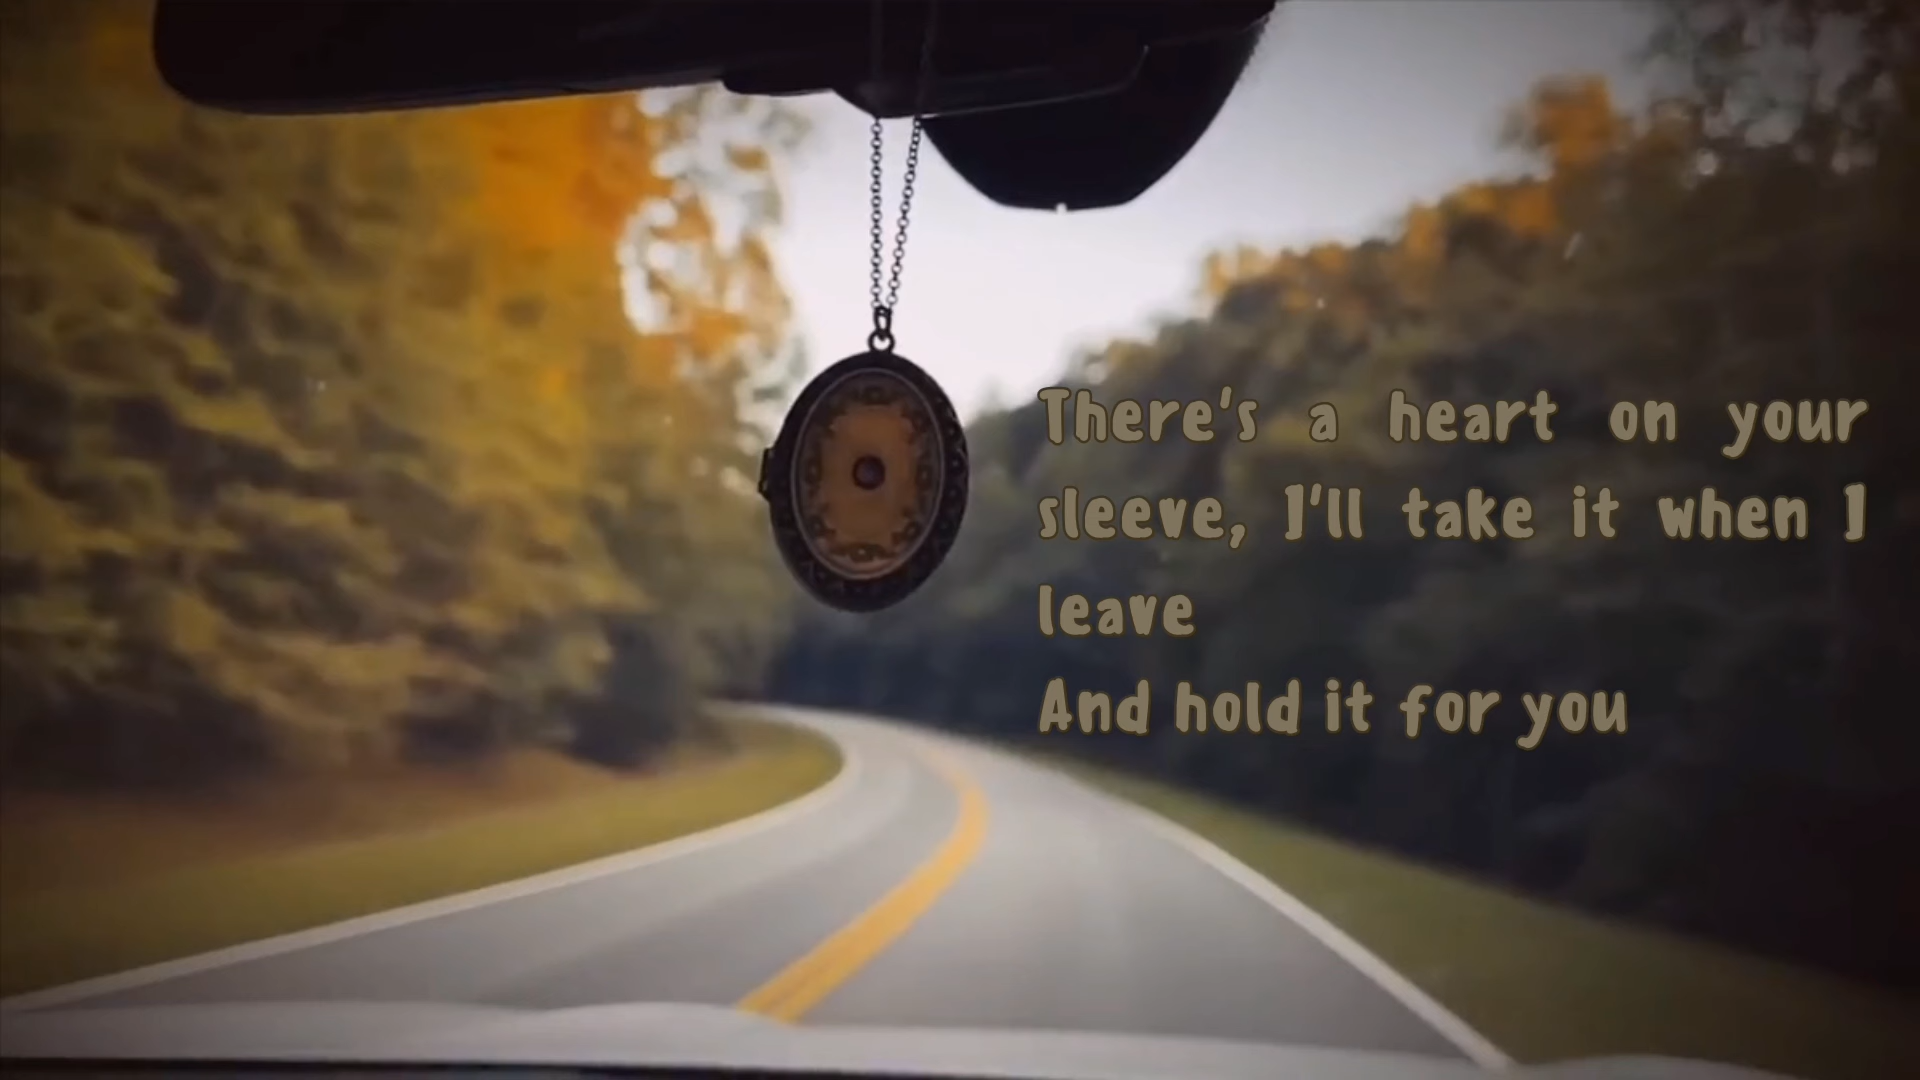 There's a heart on your
sleeve, I'll take it when I
leave
And hold it for you